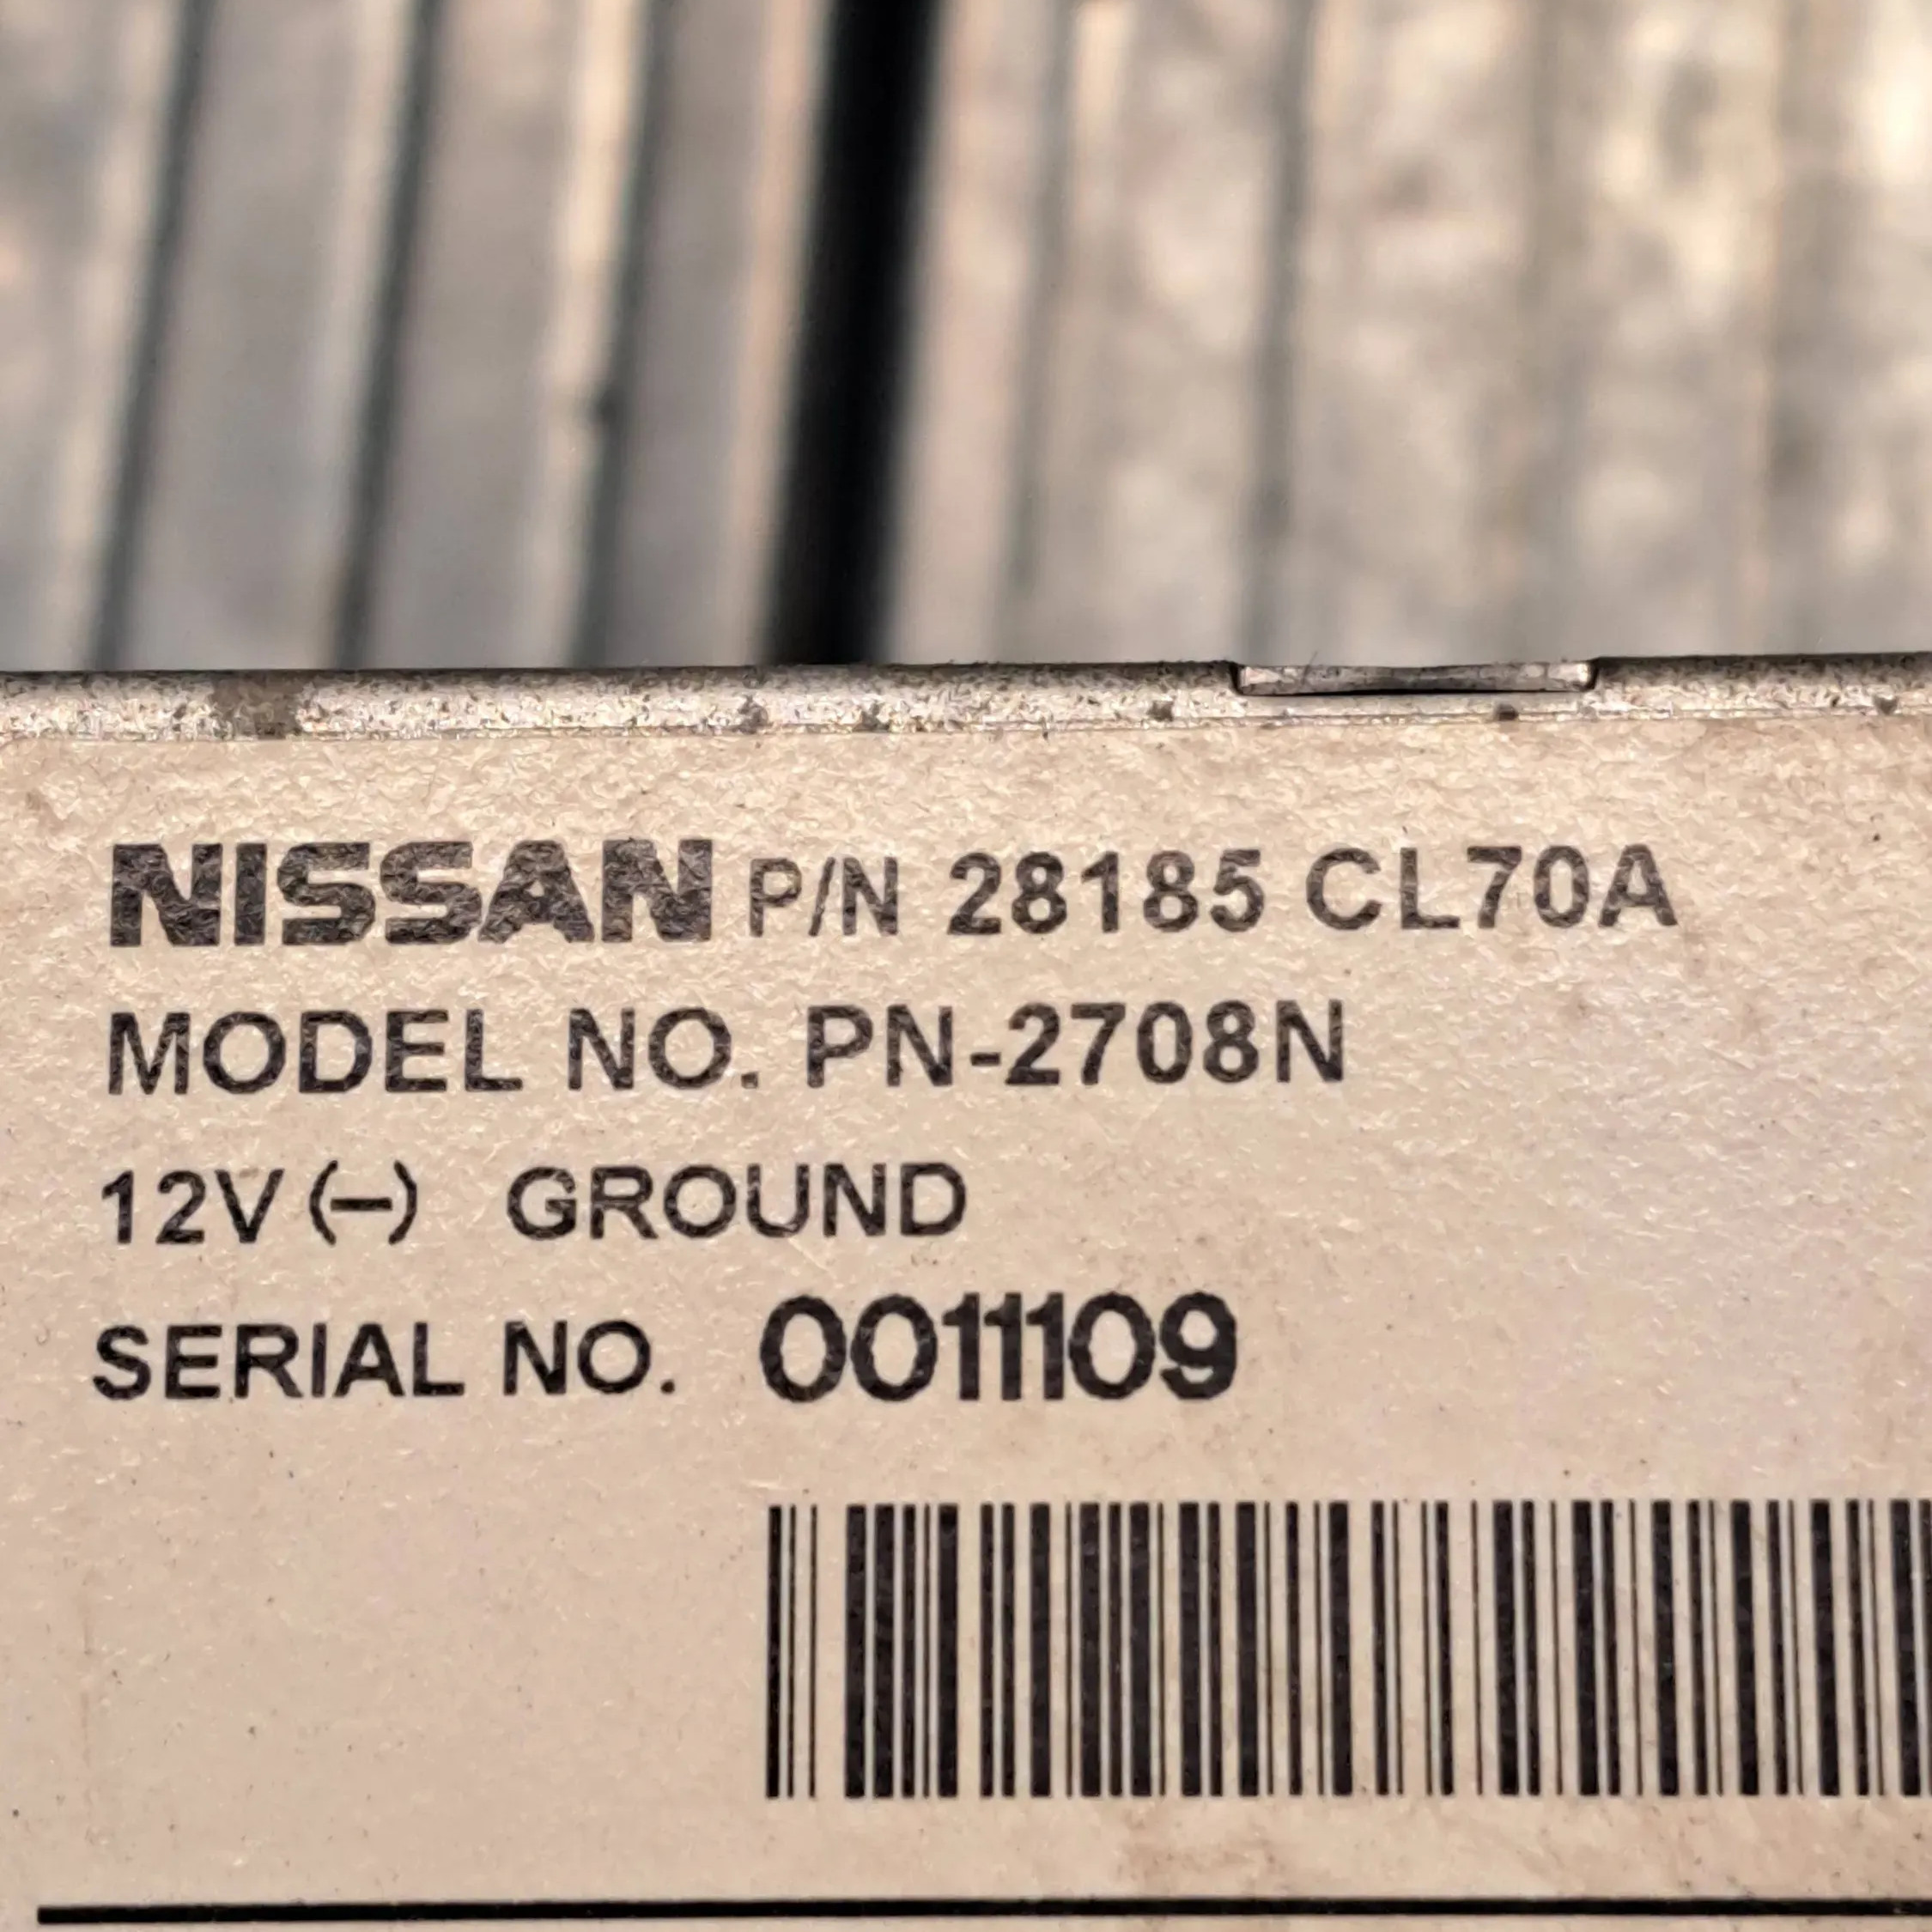 NISSAN P/N 28185 CL70A
MODEL NO. PN-2708N
12V (–) GROUND
SERIAL NO. 0011109